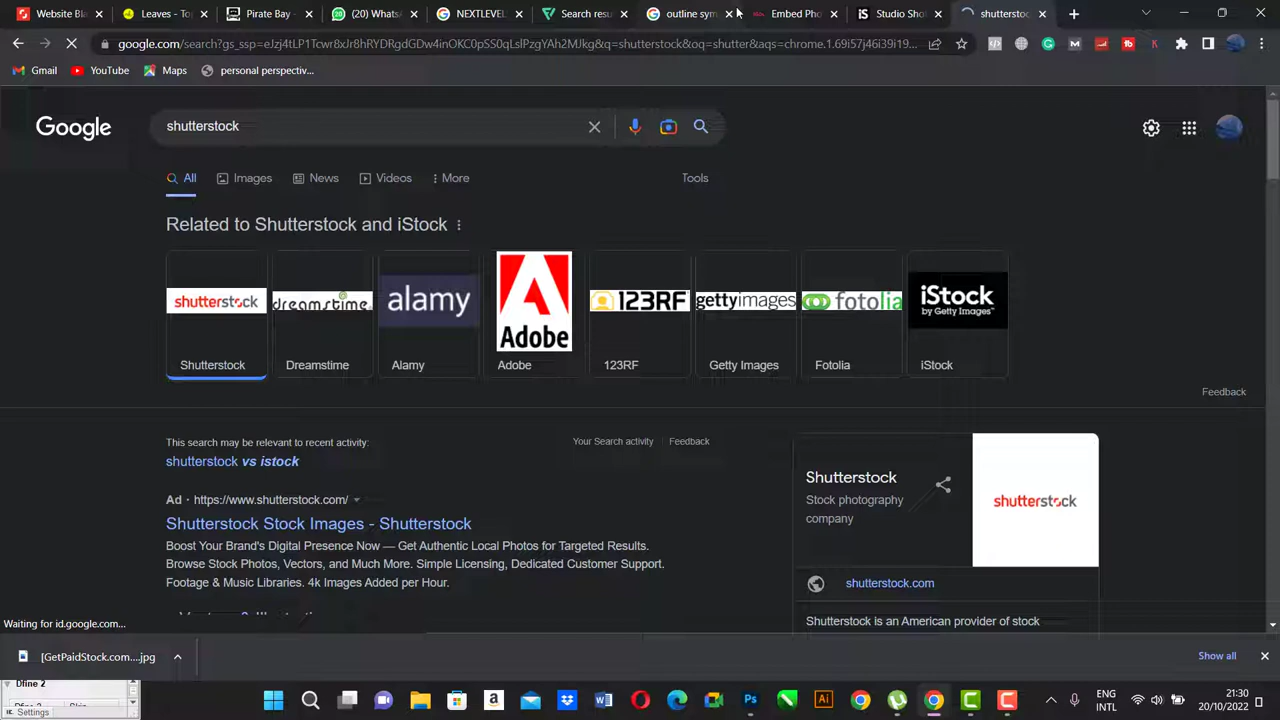 Website Bla
Leaves - Top
Pirate Bay
(20) Whats
NEXTLEVEL
Search resu
outline sym
Embed Pho
Studio Shot
shutterstoc
google.com/search?gs_ssp=eJzj4tLP1Tcwr8xJr8hRYDRgdGDw4inOKC0pSS0qLslPzgYAh2MJkg&q=shutterstock&oq=shutter&aqs=chrome.1.69i57j46i39i19...
Gmail
YouTube
Maps
personal perspectiv...
Google
shutterstock
All
Images
News
Videos
More
Tools
Related to Shutterstock and iStock
shutterstock
dreamstime
alamy
Adobe
123RF
gettyimages
fotolia
iStock
by Getty Images
Shutterstock
Dreamstime
Alamy
Adobe
123RF
Getty Images
Fotolia
iStock
Feedback
This search may be relevant to recent activity:
Your Search activity
Feedback
shutterstock vs istock
Ad · https://www.shutterstock.com/
Shutterstock Stock Images - Shutterstock
Boost Your Brand's Digital Presence Now — Get Authentic Local Photos for Targeted Results.
Browse Stock Photos, Vectors, and Much More. Simple Licensing, Dedicated Customer Support.
Footage & Music Libraries. 4k Images Added per Hour.
Shutterstock
Stock photography
company
shutterstock
shutterstock.com
Shutterstock is an American provider of stock
Waiting for id.google.com...
[GetPaidStock.com....jpg
Show all
Dfine 2
Settings
Skip
ENG
INTL
21:30
20/10/2022